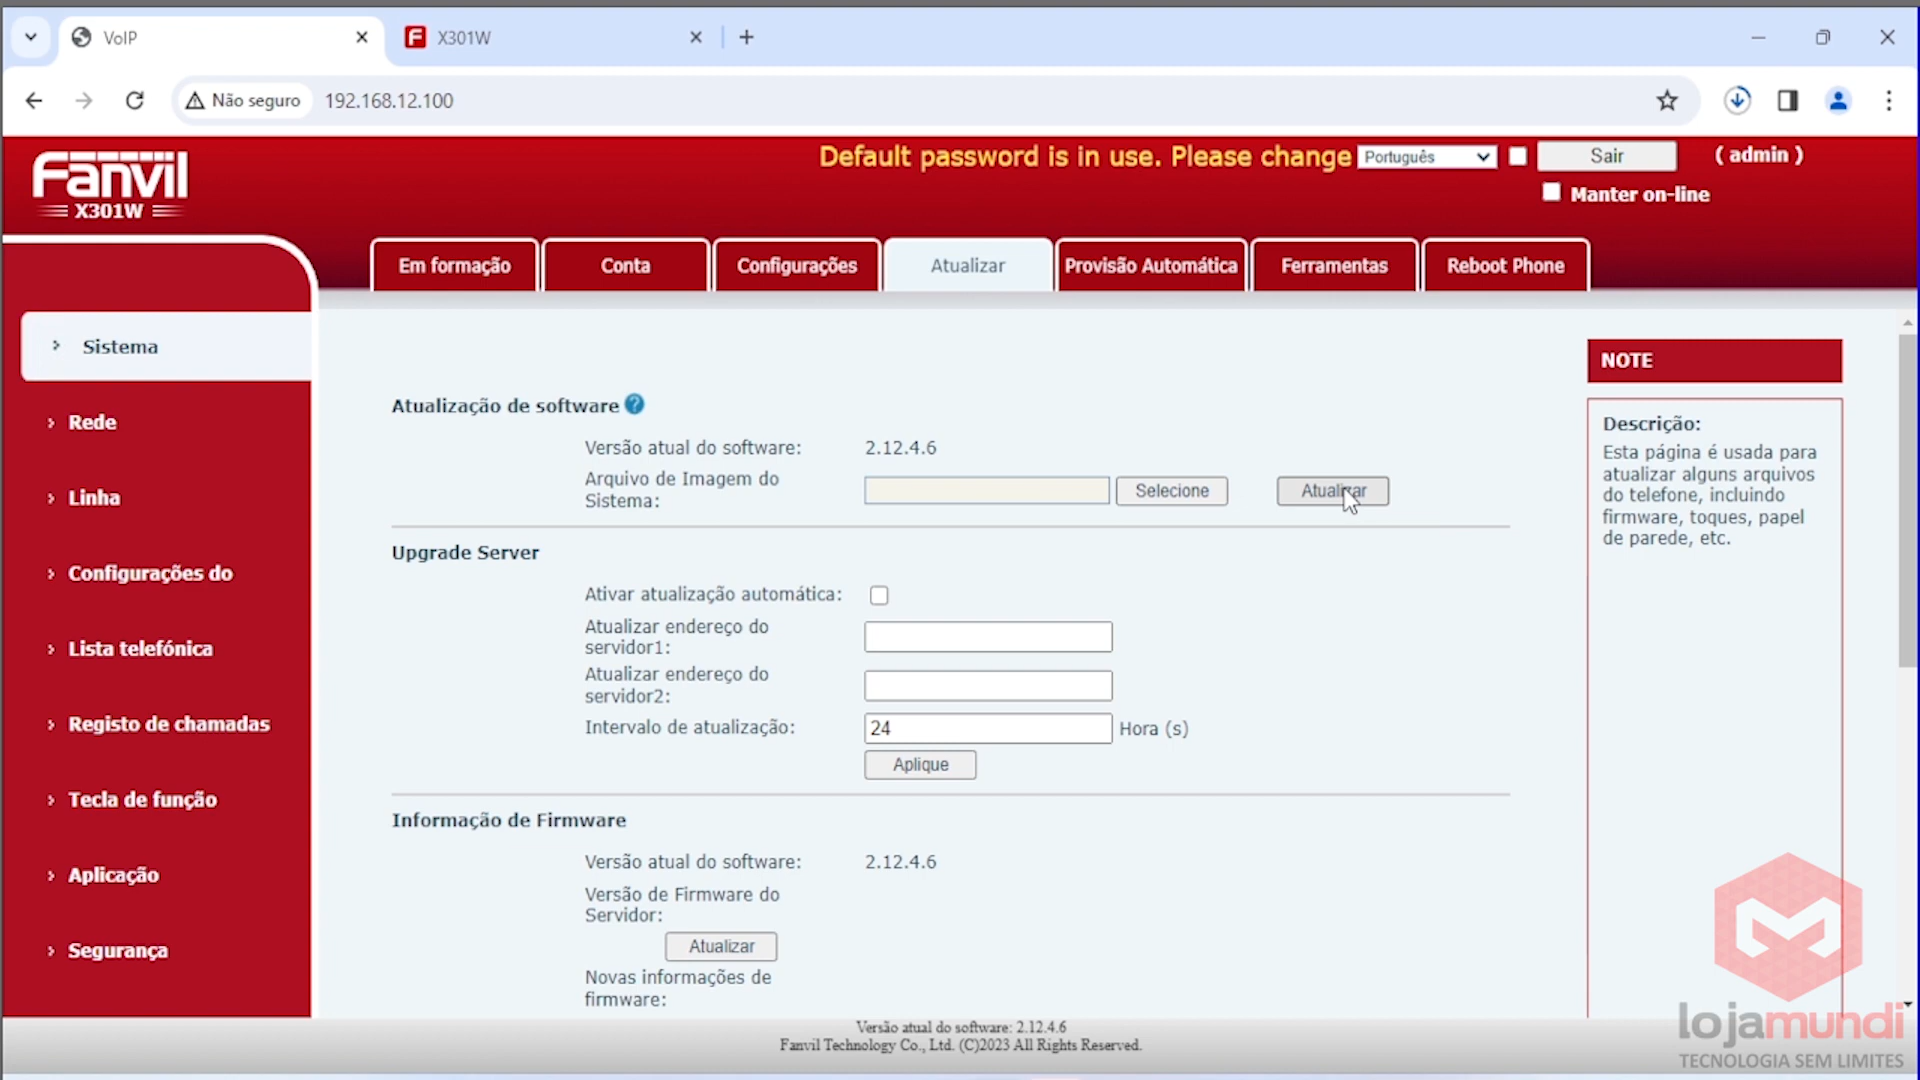 VoIP
X301W
Não seguro
192.168.12.100
Fanvil
X301W
Default password is in use. Please change
Português
Sair
( admin )
Manter on-line
Em formação
Conta
Configurações
Atualizar
Provisão Automática
Ferramentas
Reboot Phone
Sistema
Rede
Linha
Configurações do
Lista telefónica
Registo de chamadas
Tecla de função
Aplicação
Segurança
Atualização de software
Versão atual do software: 2.12.4.6
Arquivo de Imagem do
Sistema:
Selecione
Atualizar
Upgrade Server
Ativar atualização automática:
Atualizar endereço do
servidor1:
Atualizar endereço do
servidor2:
Intervalo de atualização: 24 Hora (s)
Aplique
Informação de Firmware
Versão atual do software: 2.12.4.6
Versão de Firmware do
Servidor:
Atualizar
Novas informações de
firmware:
NOTE
Descrição:
Esta página é usada para
atualizar alguns arquivos
do telefone, incluindo
firmware, toques, papel
de parede, etc.
Versão atual do software: 2.12.4.6
Fanvil Technology Co., Ltd. (C)2023 All Rights Reserved.
lojamundi
TECNOLOGIA SEM LIMITES